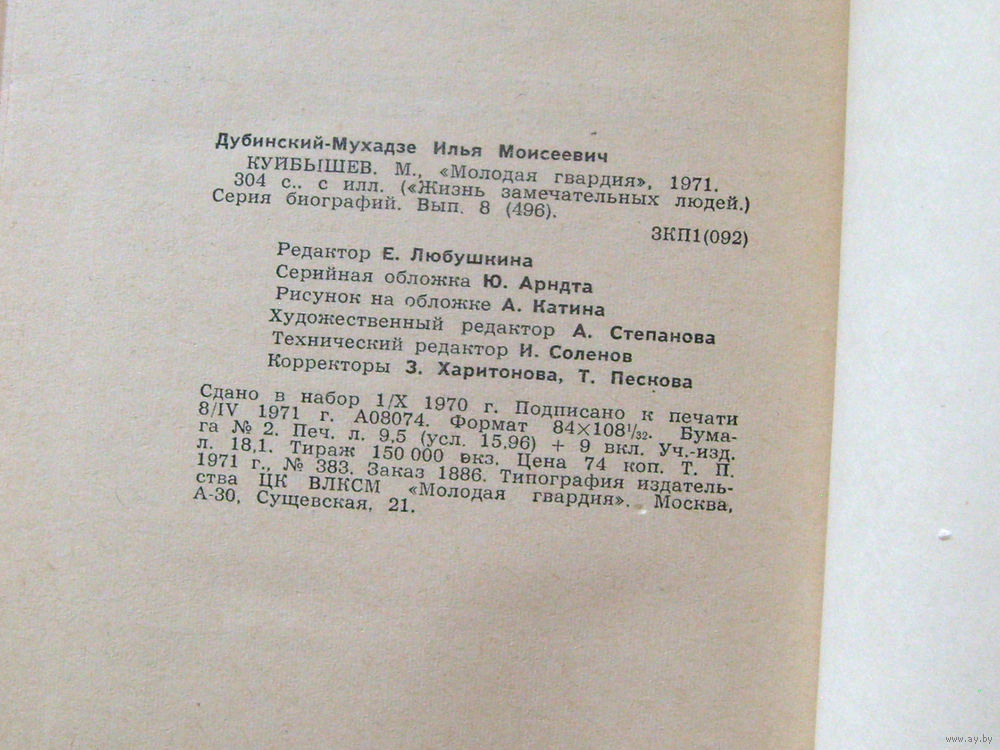 Дубинский-Мухадзе Илья Моисеевич
КУЙБЫШЕВ. М., «Молодая гвардия», 1971.
304 с.. с илл. («Жизнь замечательных людей.)
Серия биографий. Вып. 8 (496).
ЗКП1(092)
Редактор Е. Любушкина
Серийная обложка Ю. Арндта
Рисунок на обложке А. Катина
Художественный редактор А. Степанова
Технический редактор И. Соленов
Корректоры З. Харитонова, Т. Пескова
Сдано в набор 1/X 1970 г. Подписано к печати
8/IV 1971 г. А08074. Формат 84×108¹/₃₂. Бума-
га № 2. Печ. л. 9,5 (усл. 15,96) + 9 вкл. Уч.-изд.
л. 18,1. Тираж 150 000 экз. Цена 74 коп. Т. П.
1971 г., № 383. Заказ 1886. Типография издатель-
ства ЦК ВЛКСМ «Молодая гвардия». Москва,
А-30, Сущевская, 21.
www.ay.by